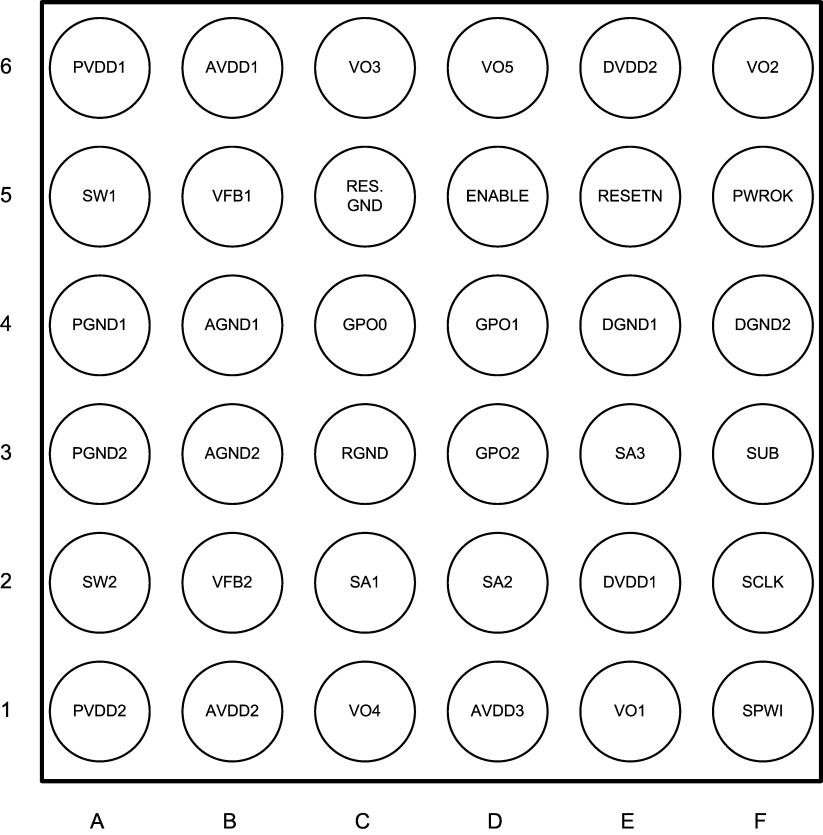 6 PVDD1 AVDD1 VO3 VO5 DVDD2 VO2
5 SW1 VFB1 RES. GND ENABLE RESETN PWROK
4 PGND1 AGND1 GPO0 GPO1 DGND1 DGND2
3 PGND2 AGND2 RGND GPO2 SA3 SUB
2 SW2 VFB2 SA1 SA2 DVDD1 SCLK
1 PVDD2 AVDD2 VO4 AVDD3 VO1 SPWI
A B C D E F